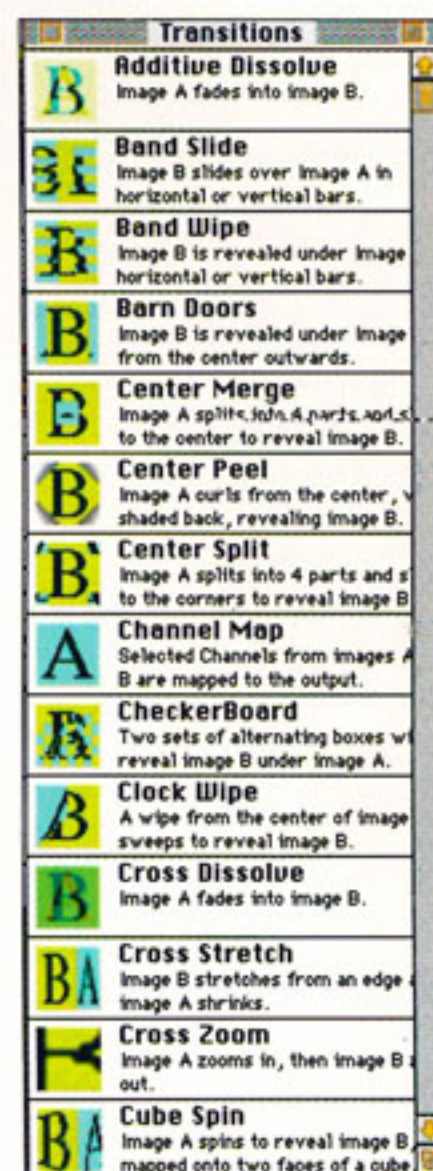 Transitions
Additive Dissolve
Image A fades into image B.
Band Slide
Image B slides over Image A in
horizontal or vertical bars.
Band Wipe
Image B is revealed under Image
horizontal or vertical bars.
Barn Doors
Image B is revealed under Image
from the center outwards.
Center Merge
Image A splits into 4 parts and s
to the center to reveal image B.
Center Peel
Image A curls from the center, w
shaded back, revealing image B.
Center Split
Image A splits into 4 parts and s
to the corners to reveal image B
Channel Map
Selected Channels from images A
B are mapped to the output.
CheckerBoard
Two sets of alternating boxes wi
reveal image B under image A.
Clock Wipe
A wipe from the center of image
sweeps to reveal image B.
Cross Dissolve
Image A fades into image B.
Cross Stretch
Image B stretches from an edge a
image A shrinks.
Cross Zoom
Image A zooms in, then image B
out.
Cube Spin
Image A spins to reveal image B,
mapped onto two faces of a cube.